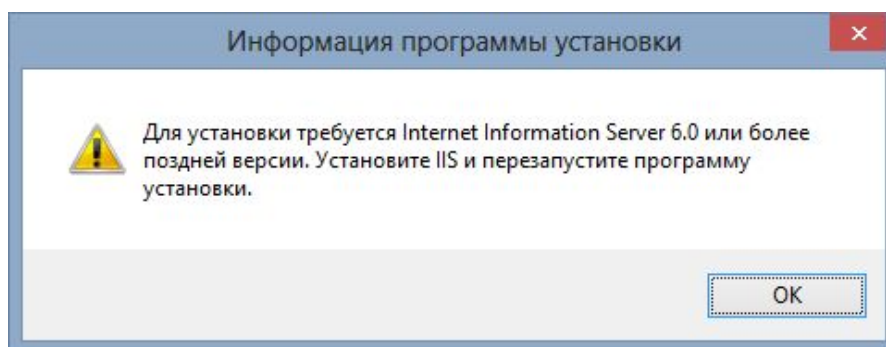 Информация программы установки
Для установки требуется Internet Information Server 6.0 или более
поздней версии. Установите IIS и перезапустите программу
установки.
OK